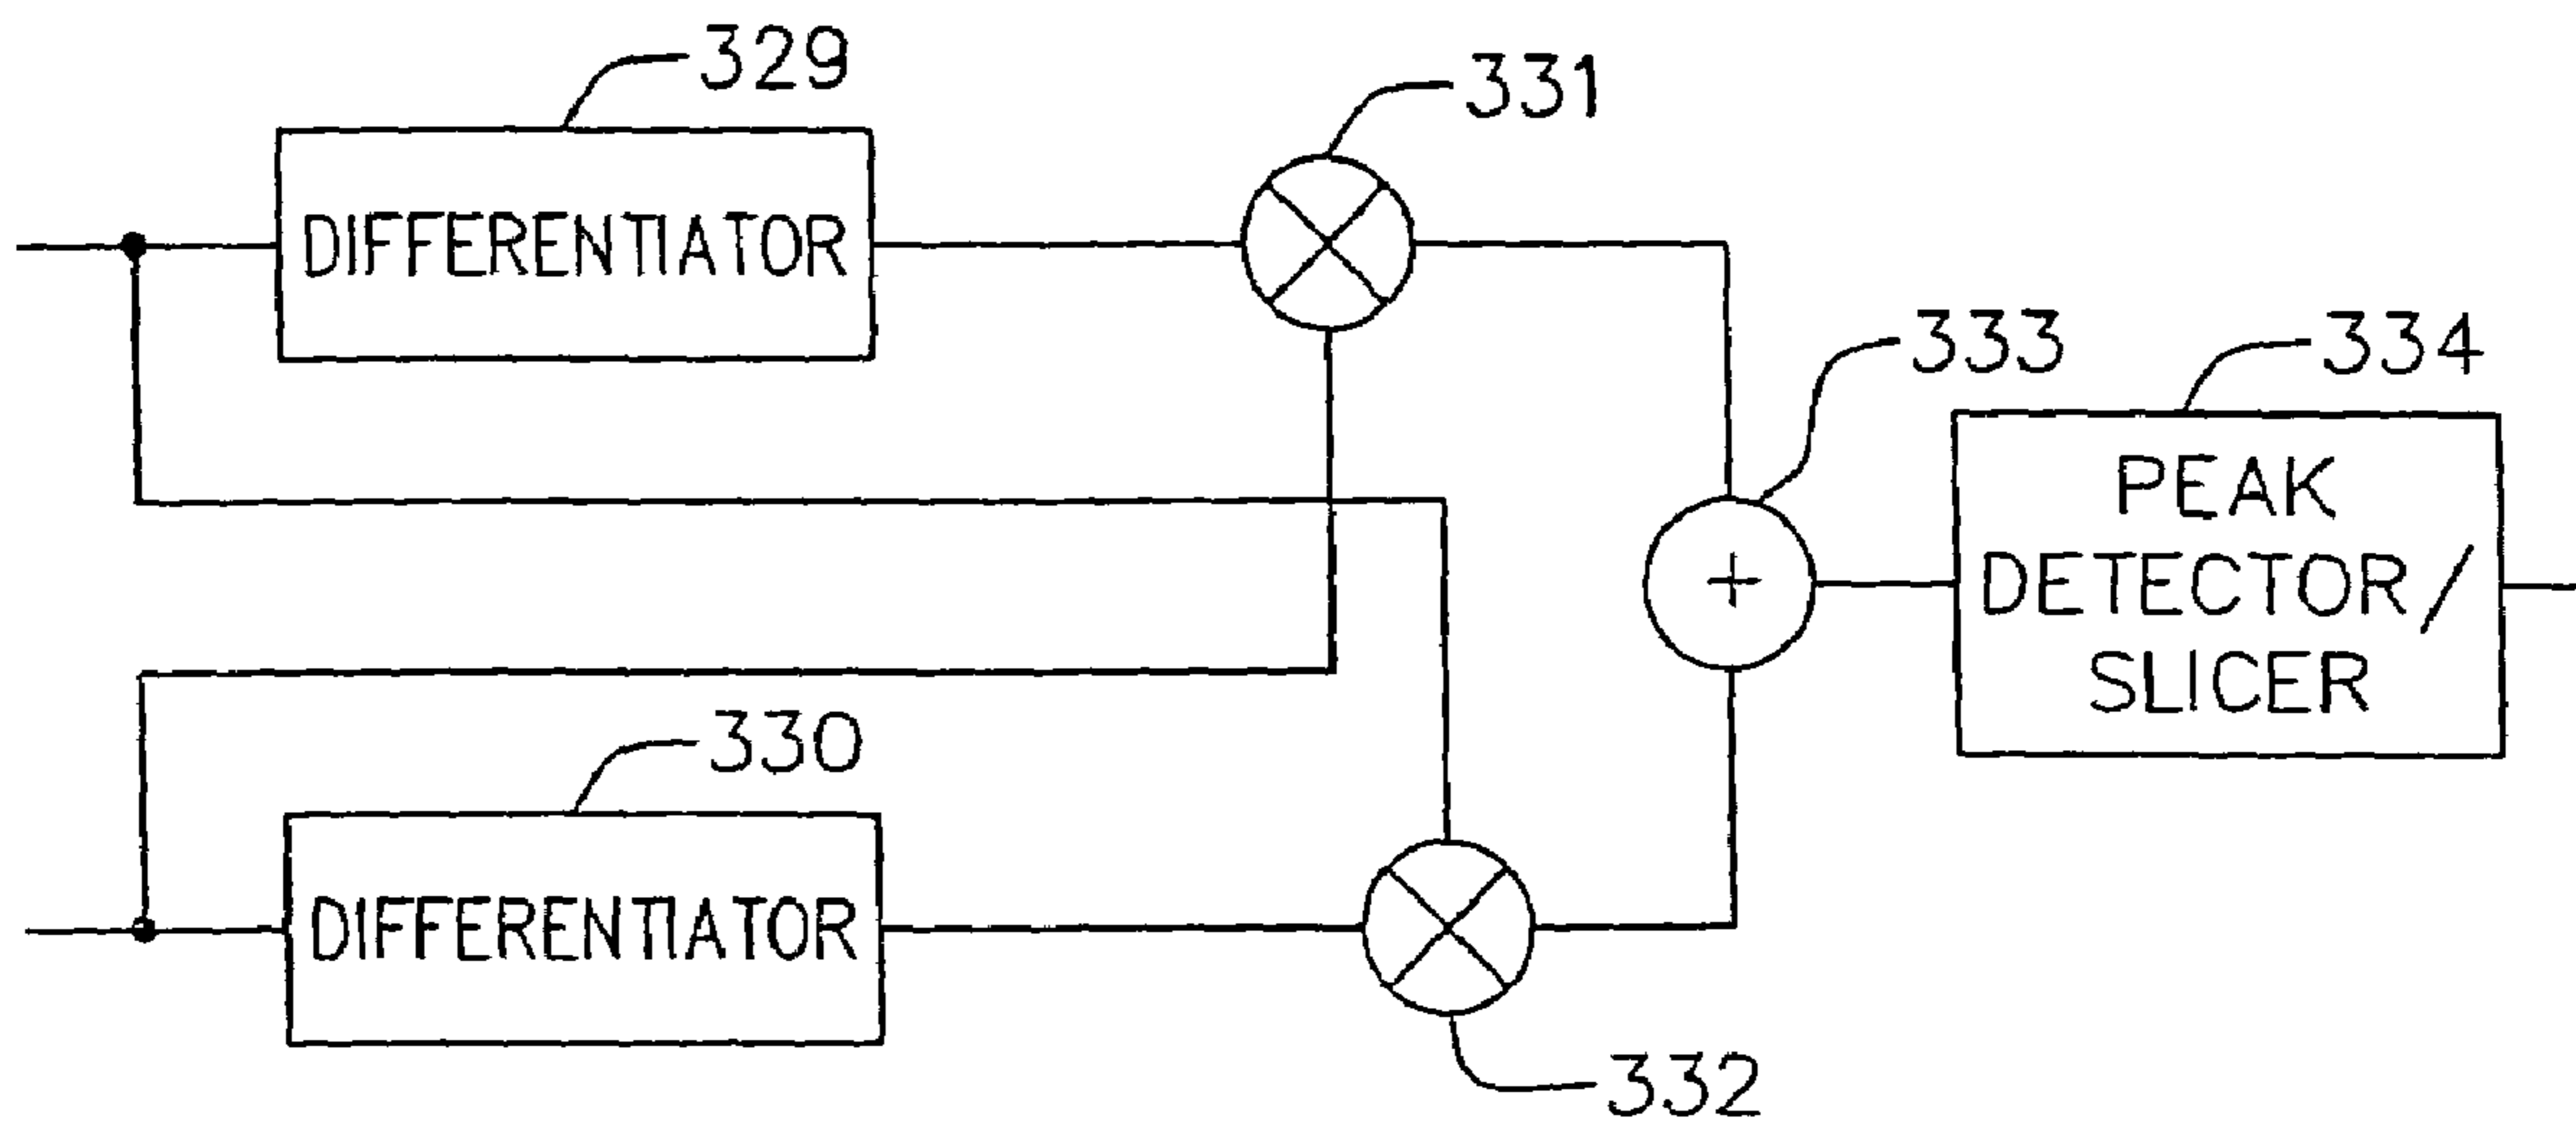 329
331
DIFFERENTIATOR
333
334
PEAK
DETECTOR/
SLICER
330
DIFFERENTIATOR
332